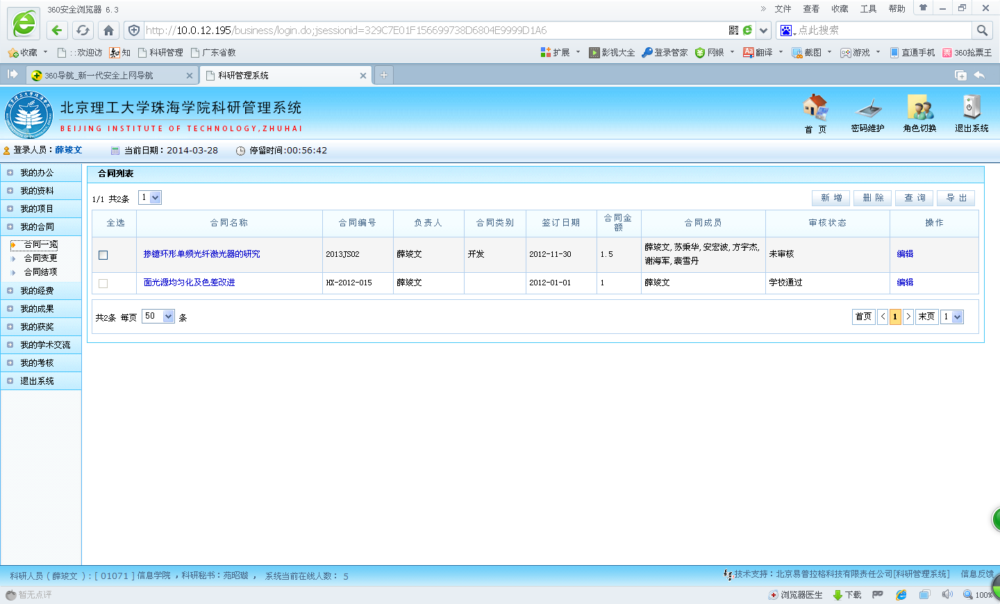 360安全浏览器 6.3
» 文件 查看 收藏 工具 帮助
http://10.0.12.195/business/login.do;jsessionid=329C7E01F156699738D6804E9999D1A6
点此搜索
收藏 ::欢迎访 知 科研管理 广东省教
扩展 影视大全 登录管家 网银 翻译 截图 游戏 直通手机 360抢票王
360导航_新一代安全上网导航
科研管理系统
北京理工大学珠海学院科研管理系统
BEIJING INSTITUTE OF TECHNOLOGY,ZHUHAI
首 页 密码维护 角色切换 退出系统
登录人员：薛竣文 当前日期：2014-03-28 停留时间:00:56:42
我的办公
我的资料
我的项目
我的合同
合同一览
合同变更
合同结项
我的经费
我的成果
我的获奖
我的学术交流
我的考核
退出系统
合同列表
1/1 共2条 1
新 增 删 除 查 询 导 出
全选 合同名称 合同编号 负责人 合同类别 签订日期 合同金额 合同成员 审核状态 操作
掺镱环形单频光纤激光器的研究 2013JS02 薛竣文 开发 2012-11-30 1.5 薛竣文,苏秉华,安宏波,方宇杰,谢海军,裴雪丹 未审核 编辑
面光源均匀化及色差改进 HX-2012-015 薛竣文 2012-01-01 1 薛竣文 学校通过 编辑
共2条 每页 50 条
首页 < 1 > 末页 1
科研人员(薛竣文 )：[ 01071 ] 信息学院 ，科研秘书：苑昭璇 ， 系统当前在线人数： 5
技术支持：北京易普拉格科技有限责任公司[科研管理系统] 信息反馈
暂无点评
浏览器医生 下载 100%